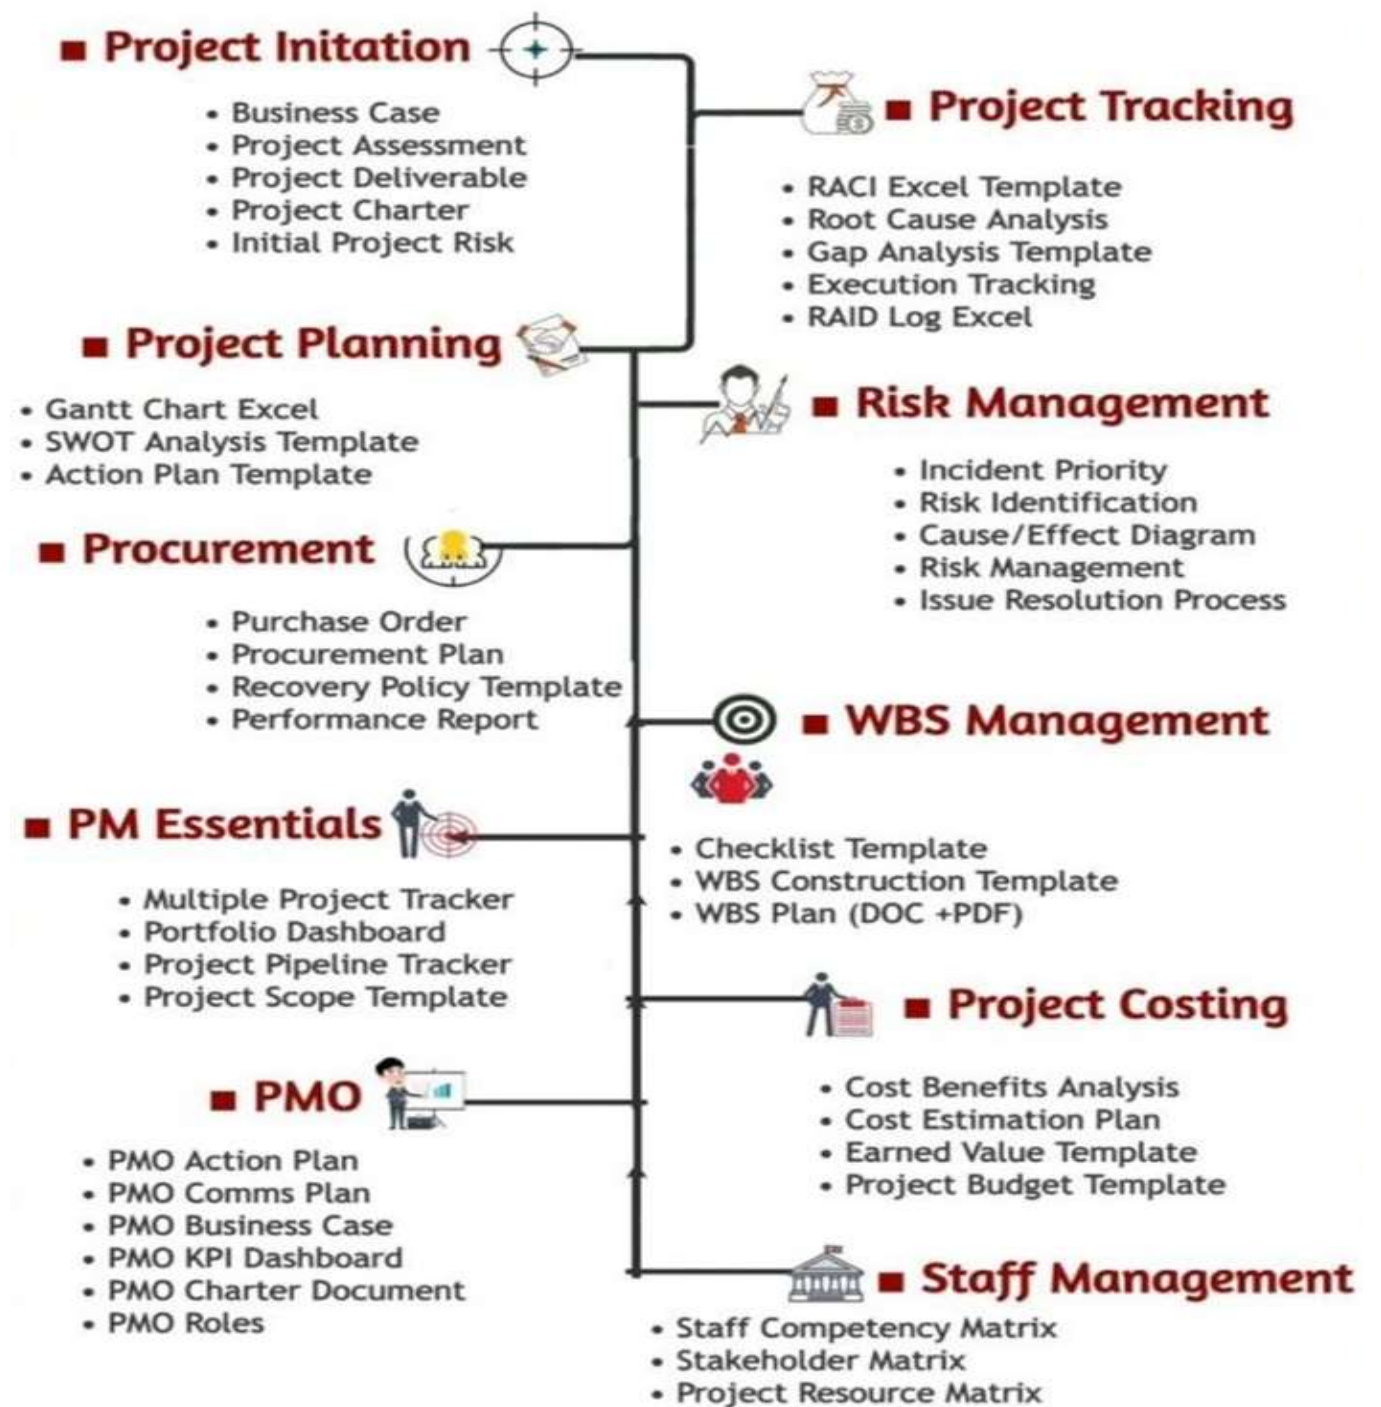 ■ Project Initation
• Business Case
• Project Assessment
• Project Deliverable
• Project Charter
• Initial Project Risk
■ Project Tracking
• RACI Excel Template
• Root Cause Analysis
• Gap Analysis Template
• Execution Tracking
• RAID Log Excel
■ Project Planning
• Gantt Chart Excel
• SWOT Analysis Template
• Action Plan Template
■ Risk Management
• Incident Priority
• Risk Identification
• Cause/Effect Diagram
• Risk Management
• Issue Resolution Process
■ Procurement
• Purchase Order
• Procurement Plan
• Recovery Policy Template
• Performance Report
■ WBS Management
• Checklist Template
• WBS Construction Template
• WBS Plan (DOC +PDF)
■ PM Essentials
• Multiple Project Tracker
• Portfolio Dashboard
• Project Pipeline Tracker
• Project Scope Template
■ Project Costing
• Cost Benefits Analysis
• Cost Estimation Plan
• Earned Value Template
• Project Budget Template
■ PMO
• PMO Action Plan
• PMO Comms Plan
• PMO Business Case
• PMO KPI Dashboard
• PMO Charter Document
• PMO Roles
■ Staff Management
• Staff Competency Matrix
• Stakeholder Matrix
• Project Resource Matrix